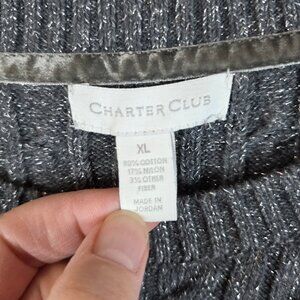 CHARTER CLUB
XL
80% COTTON
17% NYLON
3% OTHER
FIBER
MADE IN
JORDAN